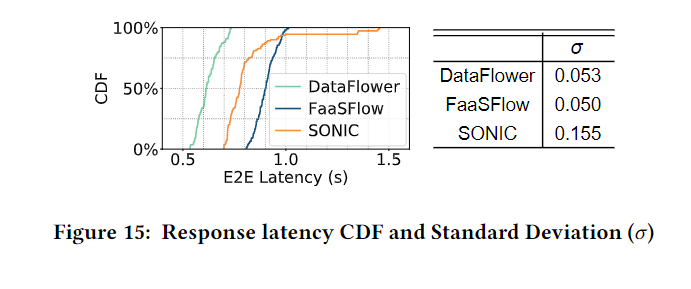 100%
50%
0%
CDF
0.5 1.0 1.5
E2E Latency (s)
DataFlower
FaaSFlow
SONIC
σ
DataFlower 0.053
FaaSFlow 0.050
SONIC 0.155
Figure 15: Response latency CDF and Standard Deviation (σ)